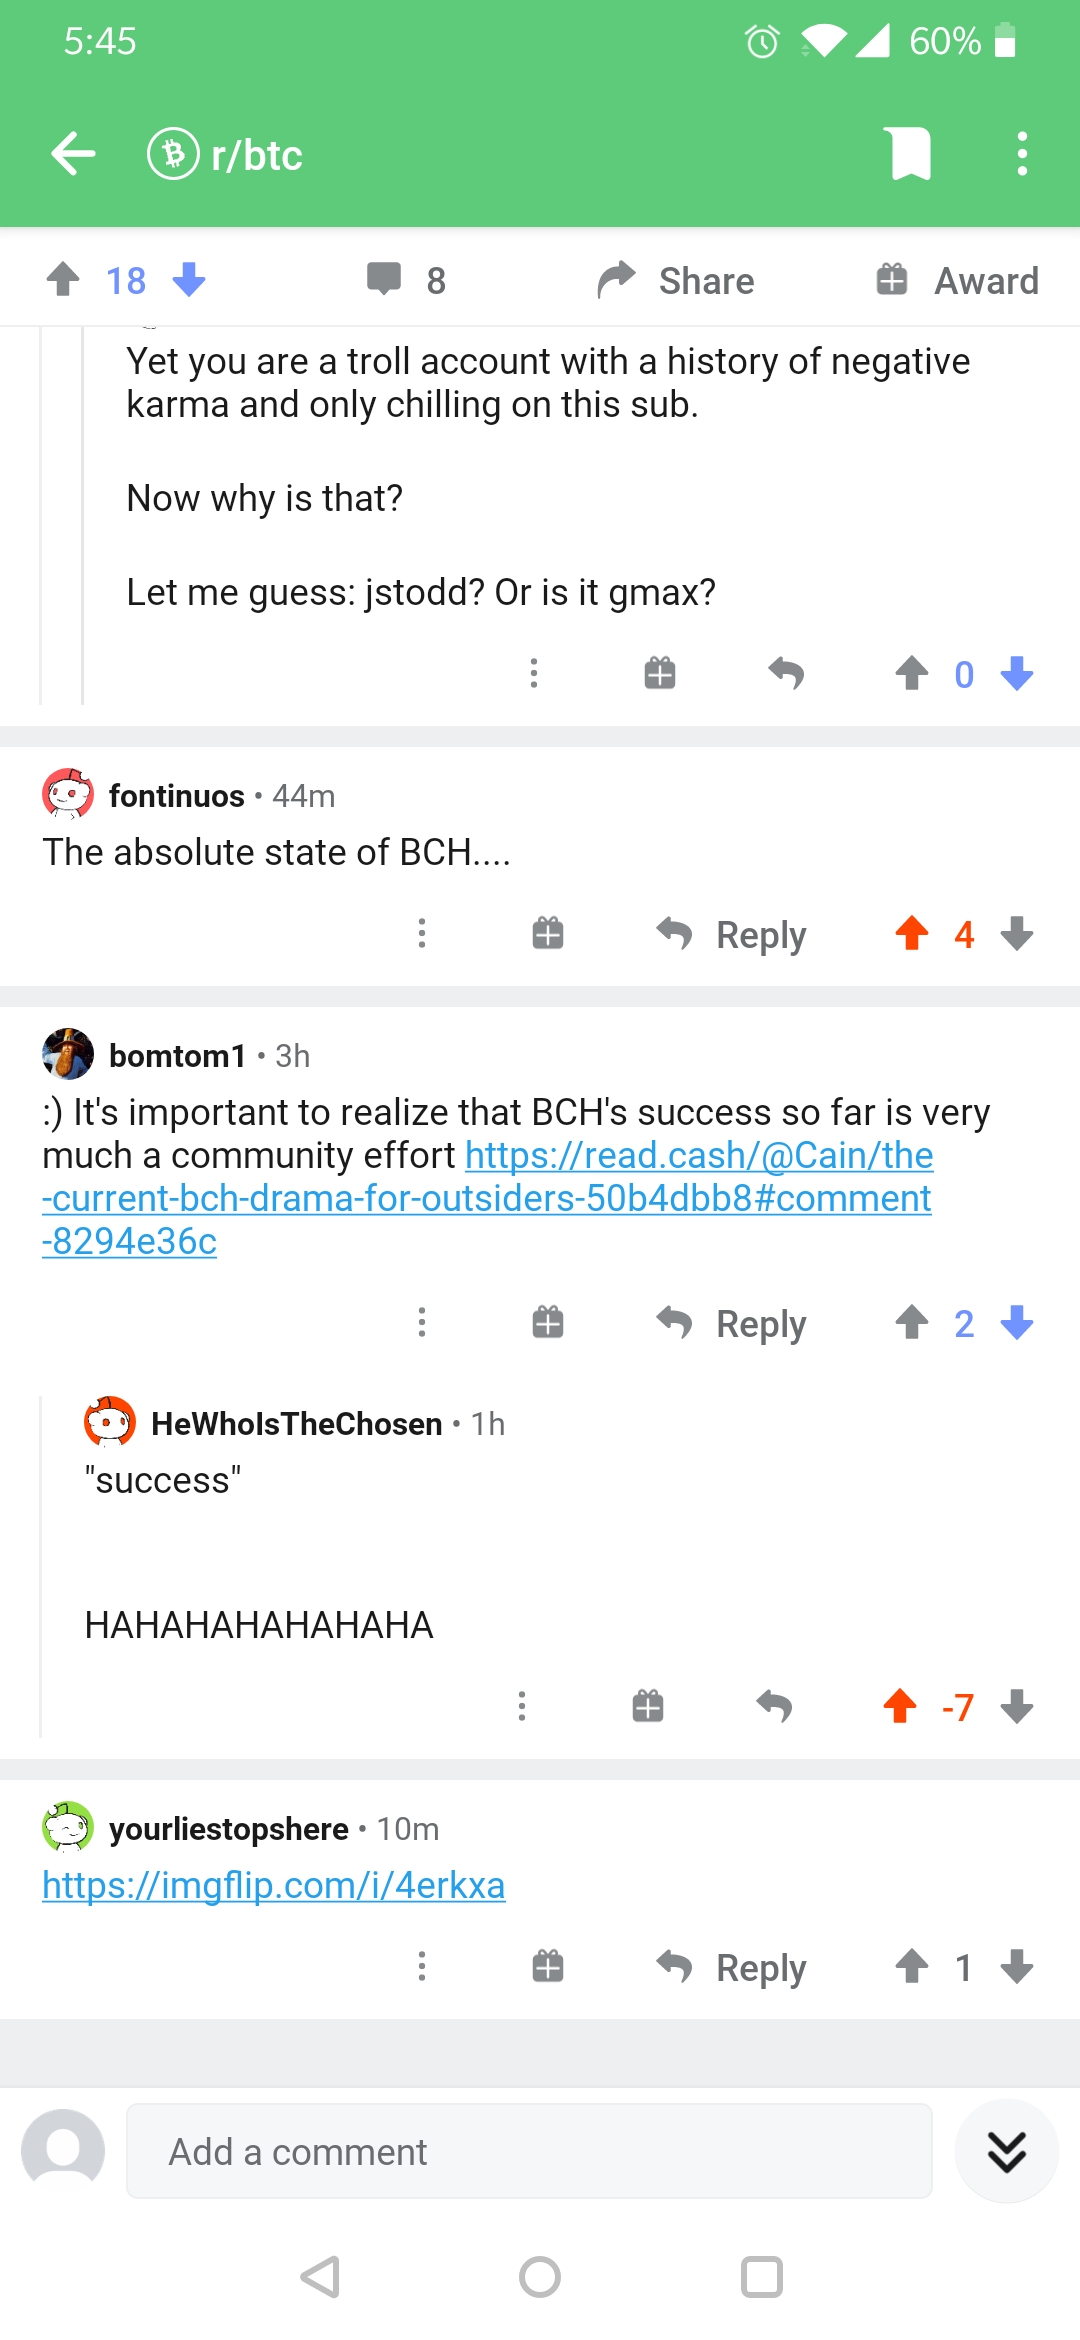 5:45
60%
r/btc
18
8
Share
Award
Yet you are a troll account with a history of negative
karma and only chilling on this sub.
Now why is that?
Let me guess: jstodd? Or is it gmax?
0
fontinuos • 44m
The absolute state of BCH....
Reply
4
bomtom1 • 3h
:) It's important to realize that BCH's success so far is very
much a community effort https://read.cash/@Cain/the
-current-bch-drama-for-outsiders-50b4dbb8#comment
-8294e36c
Reply
2
HeWhoIsTheChosen • 1h
"success"
HAHAHAHAHAHAHA
-7
yourliestopshere • 10m
https://imgflip.com/i/4erkxa
Reply
1
Add a comment